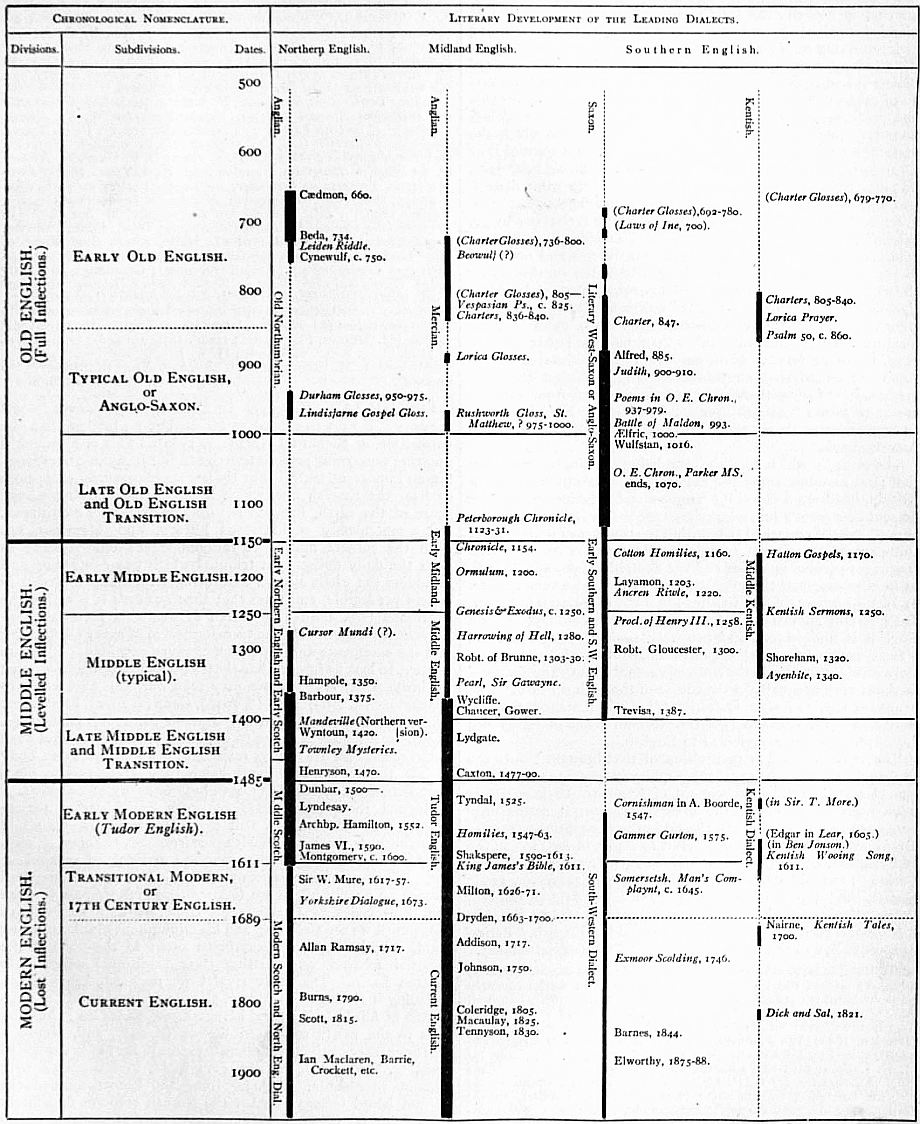 CHRONOLOGICAL NOMENCLATURE.
LITERARY DEVELOPMENT OF THE LEADING DIALECTS.
Divisions.
Subdivisions.
Dates.
Northern English.
Midland English.
Southern English.
OLD ENGLISH.
(Full Inflections.)
EARLY OLD ENGLISH.
TYPICAL OLD ENGLISH,
or
ANGLO-SAXON.
LATE OLD ENGLISH
and OLD ENGLISH
TRANSITION.
MIDDLE ENGLISH.
(Levelled Inflections.)
EARLY MIDDLE ENGLISH.
MIDDLE ENGLISH
(typical).
LATE MIDDLE ENGLISH
and MIDDLE ENGLISH
TRANSITION.
MODERN ENGLISH.
(Lost Inflections.)
EARLY MODERN ENGLISH
(Tudor English).
TRANSITIONAL MODERN,
or
17TH CENTURY ENGLISH.
CURRENT ENGLISH.
500
600
700
800
900
1000
1100
1150
1200
1250
1300
1400
1485
1611
1689
1800
1900
Anglian.
Old Northumbrian.
Early Northern English and Early Scotch
Middle Scotch.
Modern Scotch and North Eng. Dial.
Cædmon, 660.
Beda, 734.
Leiden Riddle.
Cynewulf, c. 750.
Durham Glosses, 950-975.
Lindisfarne Gospel Gloss.
Cursor Mundi (?).
Hampole, 1350.
Barbour, 1375.
Mandeville (Northern ver-
Wyntoun, 1420. [sion).
Townley Mysteries.
Henryson, 1470.
Dunbar, 1500—.
Lyndesay.
Archbp. Hamilton, 1552.
James VI., 1590.
Montgomery, c. 1600.
Sir W. Mure, 1617-57.
Yorkshire Dialogue, 1673.
Allan Ramsay, 1717.
Burns, 1790.
Scott, 1815.
Ian Maclaren, Barrie,
Crockett, etc.
Anglian.
Mercian.
Early Midland.
Middle English.
Tudor English.
Current English.
(Charter Glosses), 736-800.
Beowulf (?)
(Charter Glosses), 805—.
Vespasian Ps., c. 825.
Charters, 836-840.
Lorica Glosses.
Rushworth Gloss, St.
Matthew, ? 975-1000.
Peterborough Chronicle,
1123-31.
Chronicle, 1154.
Ormulum, 1200.
Genesis & Exodus, c. 1250.
Harrowing of Hell, 1280.
Robt. of Brunne, 1303-30.
Pearl, Sir Gawayne.
Wycliffe.
Chaucer, Gower.
Lydgate.
Caxton, 1477-90.
Tyndal, 1525.
Homilies, 1547-63.
Shakspere, 1590-1613.
King James's Bible, 1611.
Milton, 1626-71.
Dryden, 1663-1700.
Addison, 1717.
Johnson, 1750.
Coleridge, 1805.
Macaulay, 1825.
Tennyson, 1830.
Saxon.
Literary West-Saxon or Anglo-Saxon.
Early Southern and S.W. English.
South-Western Dialect.
(Charter Glosses), 692-780.
(Laws of Ine, 700).
Charter, 847.
Alfred, 885.
Judith, 900-910.
Poems in O. E. Chron.,
937-979.
Battle of Maldon, 993.
Ælfric, 1000.
Wulfstan, 1016.
O. E. Chron., Parker MS.
ends, 1070.
Cotton Homilies, 1160.
Layamon, 1203.
Ancren Riwle, 1220.
Procl. of Henry III., 1258.
Robt. Gloucester, 1300.
Trevisa, 1387.
Cornishman in A. Boorde,
1547.
Gammer Gurton, 1575.
Somersetsh. Man's Com-
playnt, c. 1645.
Exmoor Scolding, 1746.
Barnes, 1844.
Elworthy, 1875-88.
Kentish.
Middle Kentish.
Kentish Dialect.
(Charter Glosses), 679-770.
Charters, 805-840.
Lorica Prayer.
Psalm 50, c. 860.
Hatton Gospels, 1170.
Kentish Sermons, 1250.
Shoreham, 1320.
Ayenbite, 1340.
(in Sir. T. More.)
(Edgar in Lear, 1605.)
(in Ben Jonson.)
Kentish Wooing Song,
1611.
Nairne, Kentish Tales,
1700.
Dick and Sal, 1821.